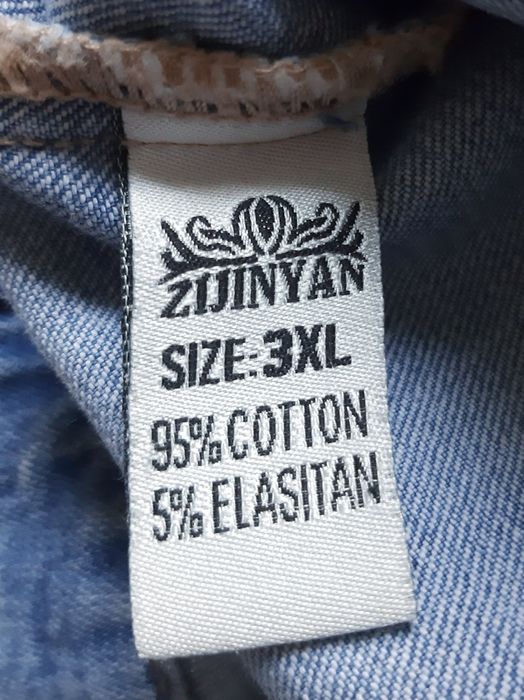 ZIJINYAN
SIZE:3XL
95% COTTON
5% ELASITAN